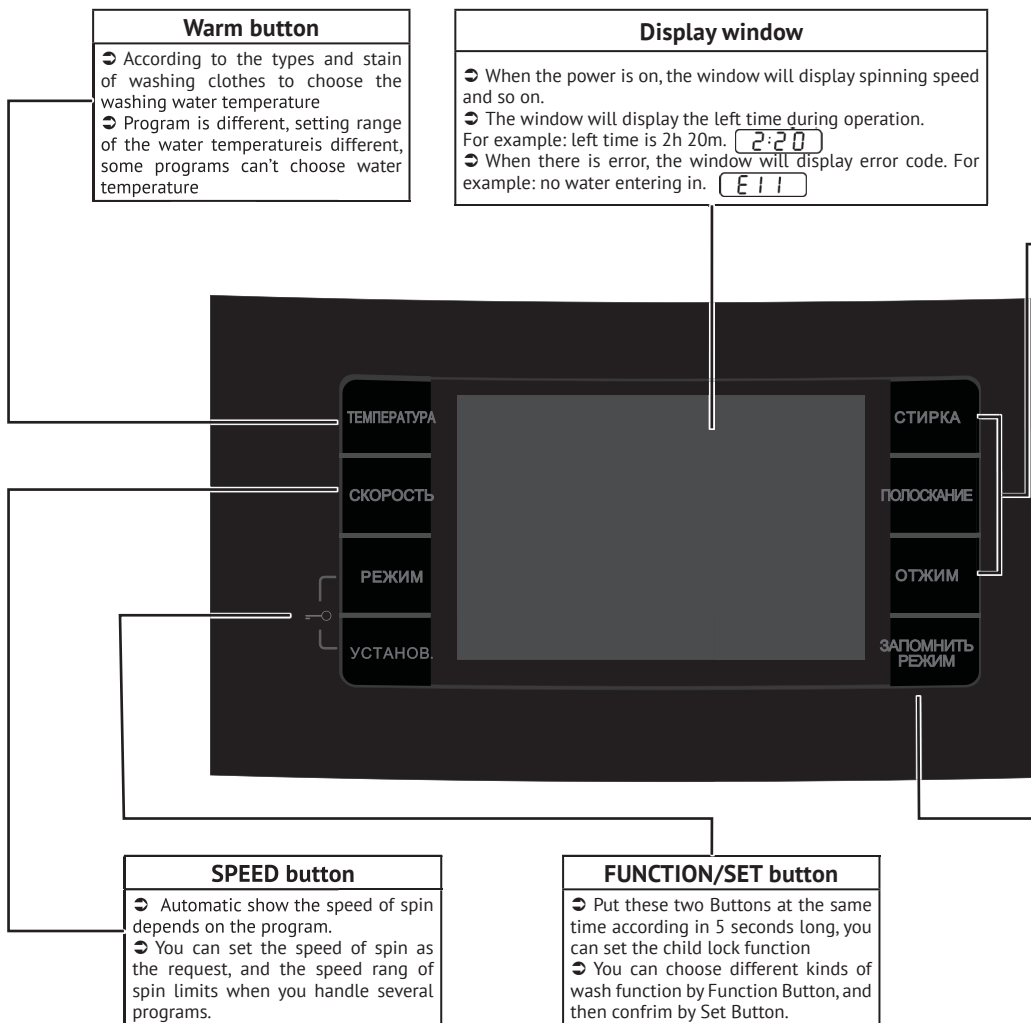 Warm button
➲ According to the types and stain
of washing clothes to choose the
washing water temperature
➲ Program is different, setting range
of the water temperatureis different,
some programs can't choose water
temperature
Display window
➲ When the power is on, the window will display spinning speed
and so on.
➲ The window will display the left time during operation.
For example: left time is 2h 20m. 2:20
➲ When there is error, the window will display error code. For
example: no water entering in. E11
ТЕМПЕРАТУРА
СКОРОСТЬ
РЕЖИМ
УСТАНОВ.
СТИРКА
ПОЛОСКАНИЕ
ОТЖИМ
ЗАПОМНИТЬ
РЕЖИМ
SPEED button
➲ Automatic show the speed of spin
depends on the program.
➲ You can set the speed of spin as
the request, and the speed rang of
spin limits when you handle several
programs.
FUNCTION/SET button
➲ Put these two Buttons at the same
time according in 5 seconds long, you
can set the child lock function
➲ You can choose different kinds of
wash function by Function Button, and
then confrim by Set Button.